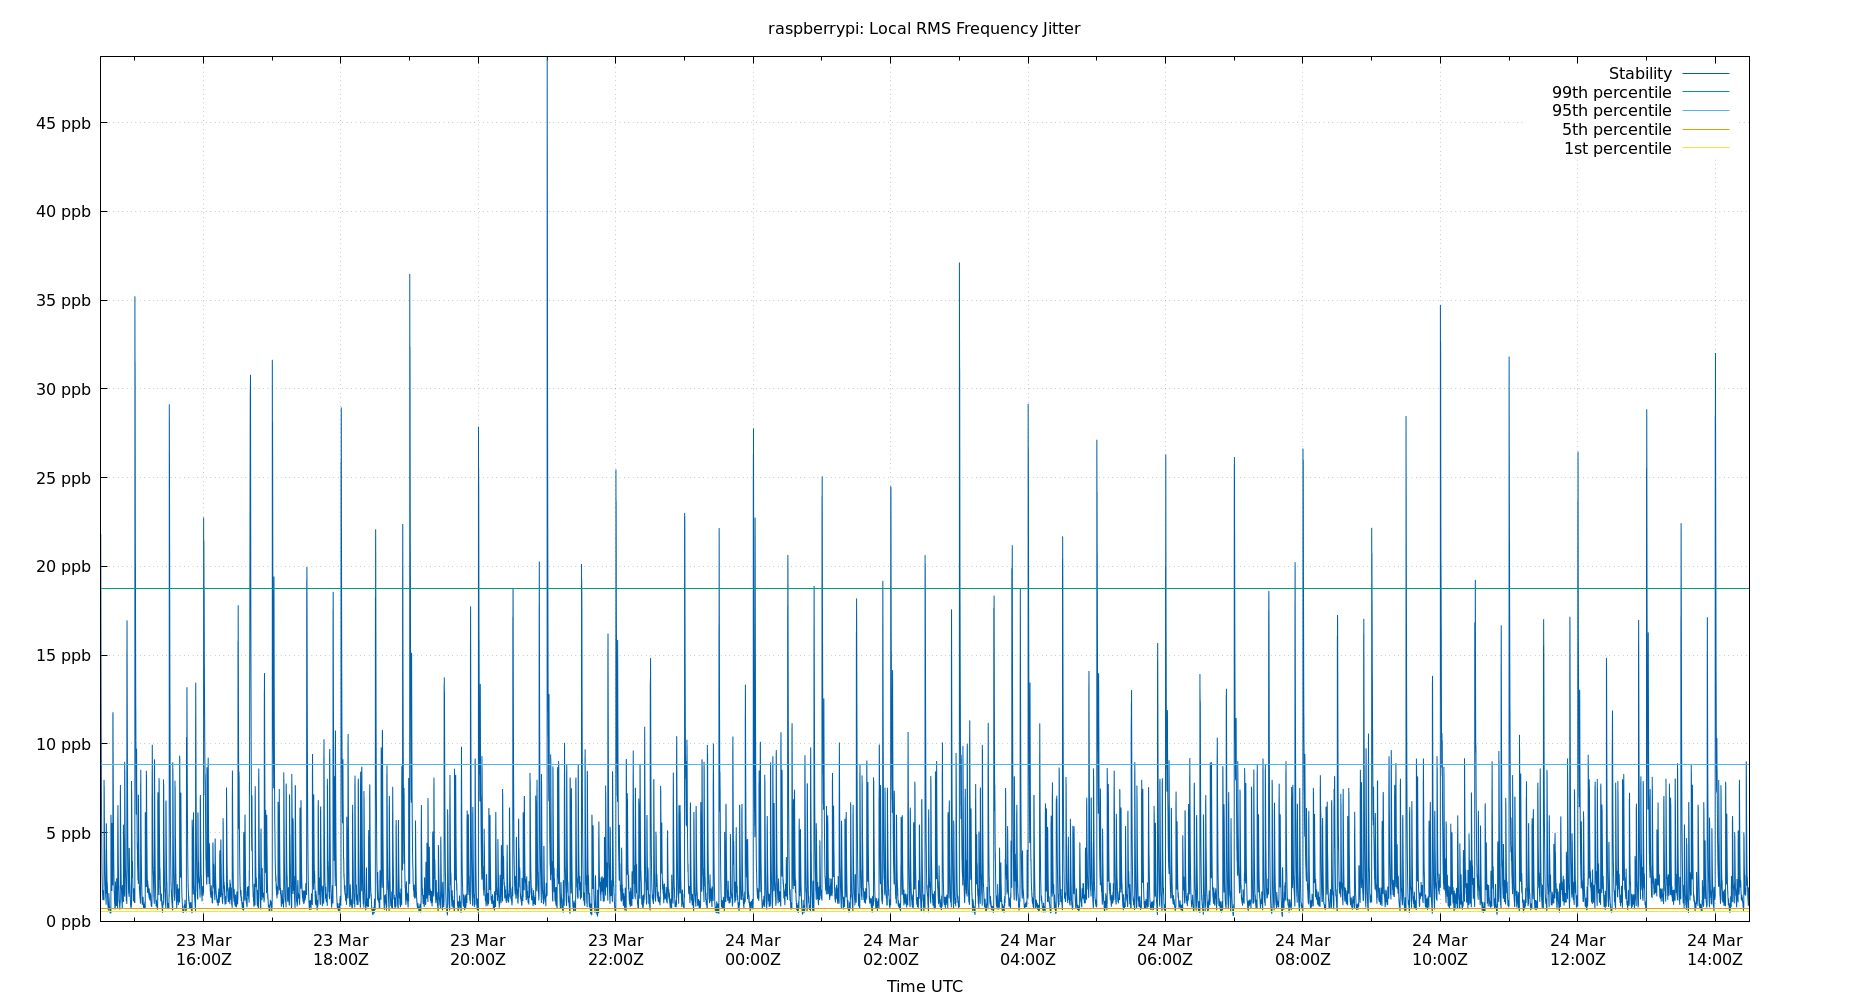 raspberrypi: Local RMS Frequency Jitter
Stability
99th percentile
95th percentile
5th percentile
1st percentile
45 ppb
40 ppb
35 ppb
30 ppb
25 ppb
20 ppb
15 ppb
10 ppb
5 ppb
0 ppb
23 Mar 23 Mar 23 Mar 23 Mar 24 Mar 24 Mar 24 Mar 24 Mar 24 Mar 24 Mar 24 Mar 24 Mar
16:00Z 18:00Z 20:00Z 22:00Z 00:00Z 02:00Z 04:00Z 06:00Z 08:00Z 10:00Z 12:00Z 14:00Z
Time UTC